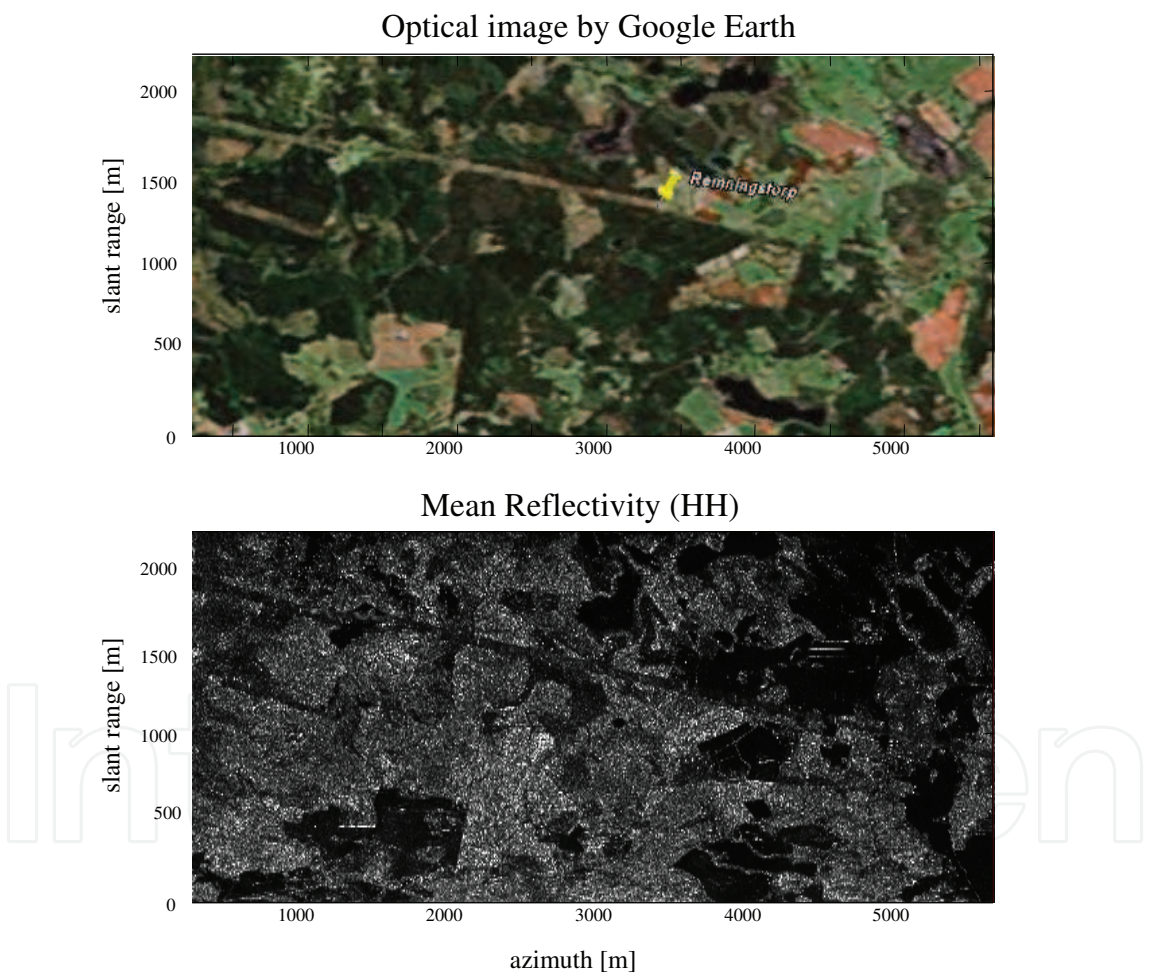 Optical image by Google Earth
slant range [m]
2000
1500
1000
500
0
Remningstorp
1000 2000 3000 4000 5000
Mean Reflectivity (HH)
slant range [m]
2000
1500
1000
500
0
1000 2000 3000 4000 5000
azimuth [m]